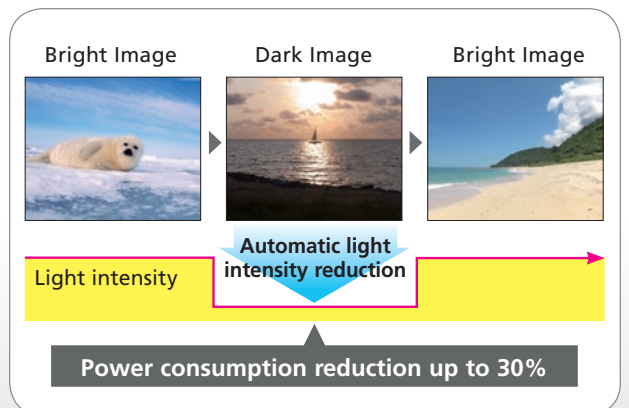 Bright Image
Dark Image
Bright Image
Automatic light
intensity reduction
Light intensity
Power consumption reduction up to 30%